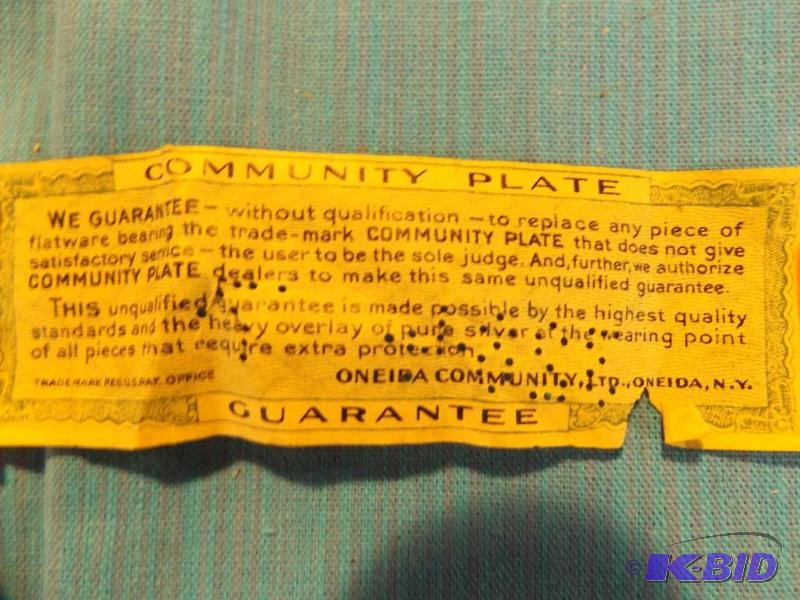 COMMUNITY PLATE
WE GUARANTEE — without qualification — to replace any piece of
flatware bearing the trade-mark COMMUNITY PLATE that does not give
satisfactory service — the user to be the sole judge. And, further, we authorize
COMMUNITY PLATE dealers to make this same unqualified guarantee.
THIS unqualified guarantee is made possible by the highest quality
standards and the heavy overlay of pure silver at the wearing point
of all pieces that require extra protection.
TRADE MARK REG. U.S. PAT. OFFICE
ONEIDA COMMUNITY, LTD., ONEIDA, N.Y.
GUARANTEE
© K-BID